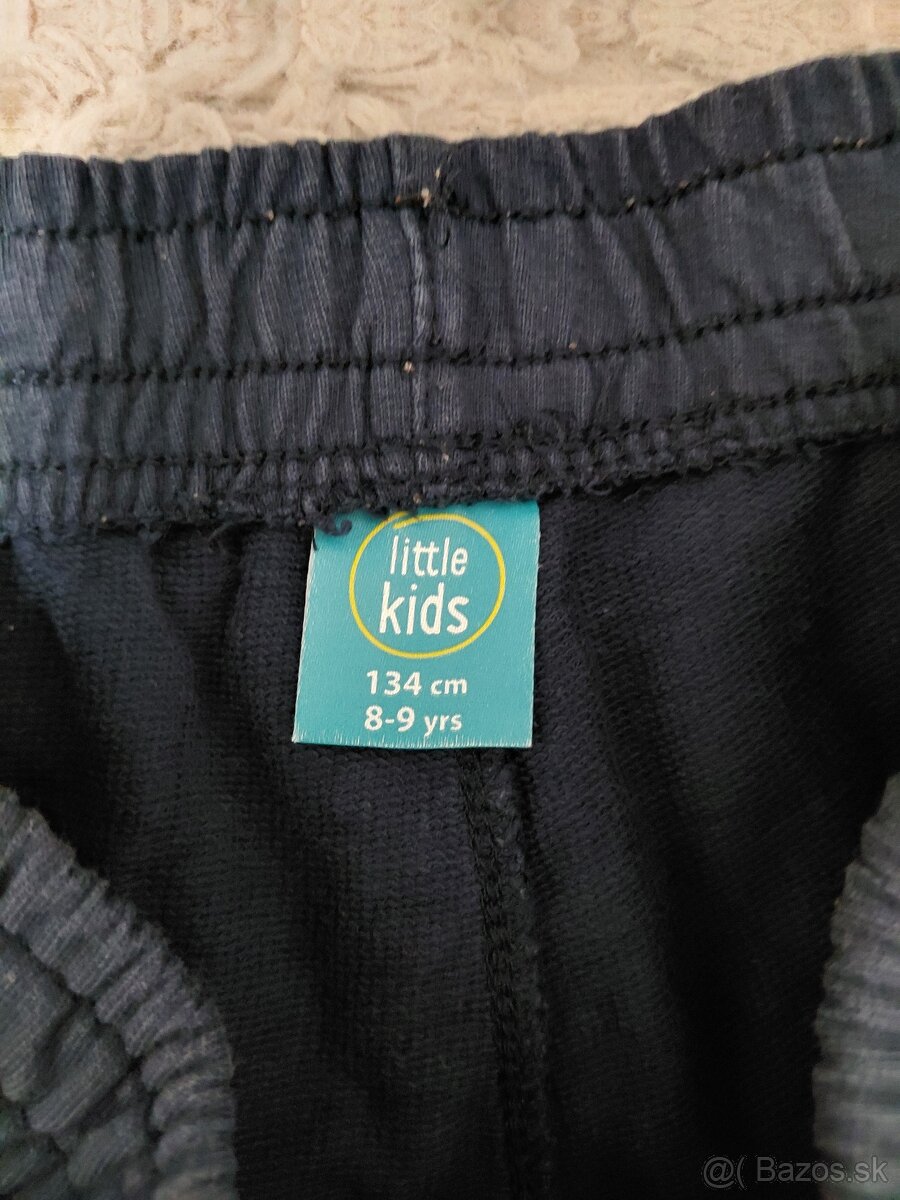 little
kids
134 cm
8-9 yrs
@( Bazos.sk